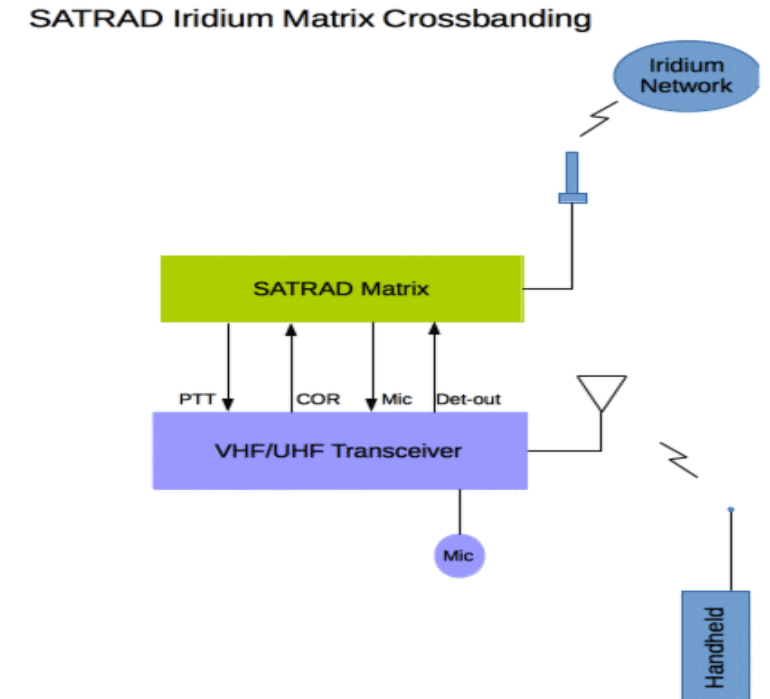 SATRAD Iridium Matrix Crossbanding
Iridium
Network
SATRAD Matrix
PTT
COR
Mic
Det-out
VHF/UHF Transceiver
Mic
Handheld